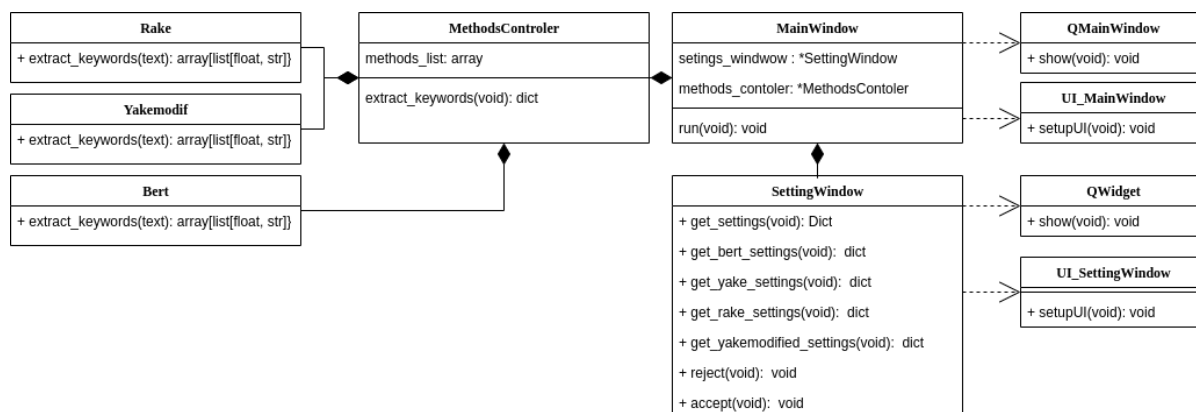 Rake
+ extract_keywords(text): array[list[float, str]}
Yakemodif
+ extract_keywords(text): array[list[float, str]}
Bert
+ extract_keywords(text): array[list[float, str]}
MethodsControler
methods_list: array
extract_keywords(void): dict
MainWindow
setings_windwow : *SettingWindow
methods_contoler: *MethodsContoler
run(void): void
SettingWindow
+ get_settings(void): Dict
+ get_bert_settings(void): dict
+ get_yake_settings(void): dict
+ get_rake_settings(void): dict
+ get_yakemodified_settings(void): dict
+ reject(void): void
+ accept(void): void
QMainWindow
+ show(void): void
UI_MainWindow
+ setupUI(void): void
QWidget
+ show(void): void
UI_SettingWindow
+ setupUI(void): void